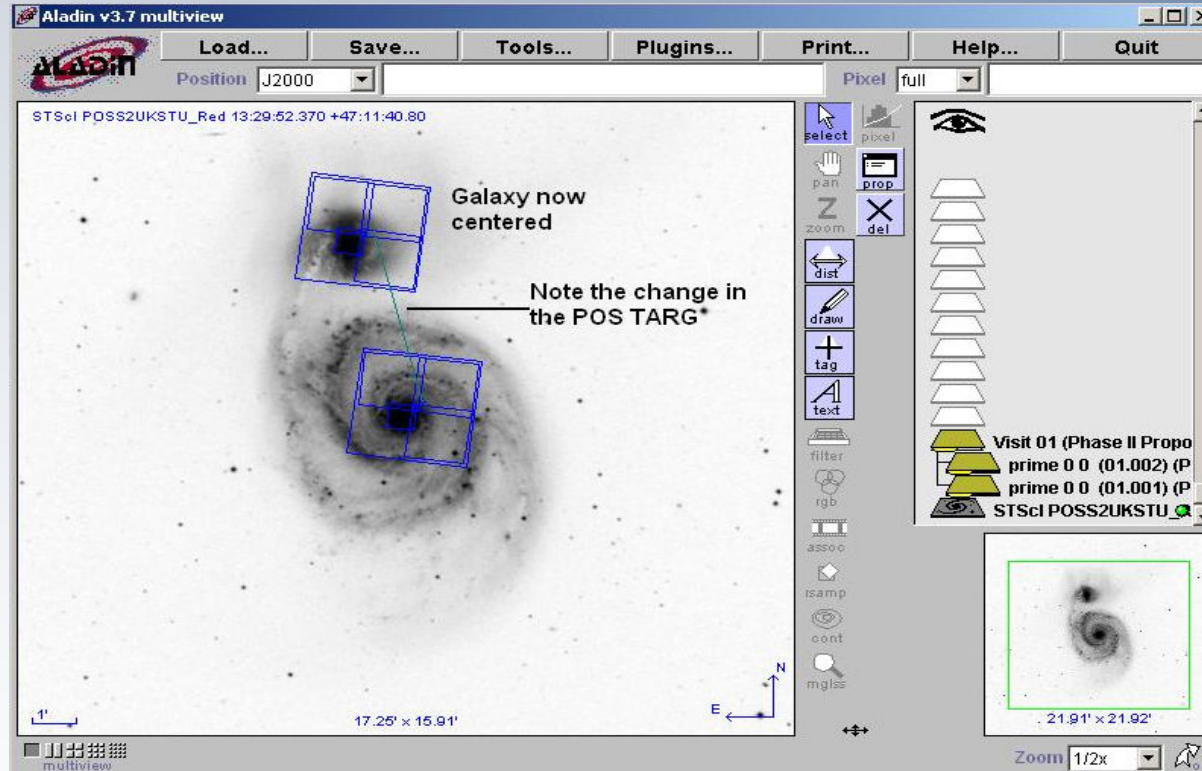 Aladin v3.7 multiview
ALADIN
Load... Save... Tools... Plugins... Print... Help... Quit
Position J2000 Pixel full
STScI POSS2UKSTU_Red 13:29:52.370 +47:11:40.80
Galaxy now
centered
Note the change in
the POS TARG
select pixel
pan prop
zoom del
dist
draw
tag
text
filter
rgb
assoc
rsamp
cont
mglss
Visit 01 (Phase II Propo
prime 0 0 (01.002) (P
prime 0 0 (01.001) (P
STScI POSS2UKSTU_
N
E
1'
17.25' x 15.91'
21.91' x 21.92'
multiview
Zoom 1/2x